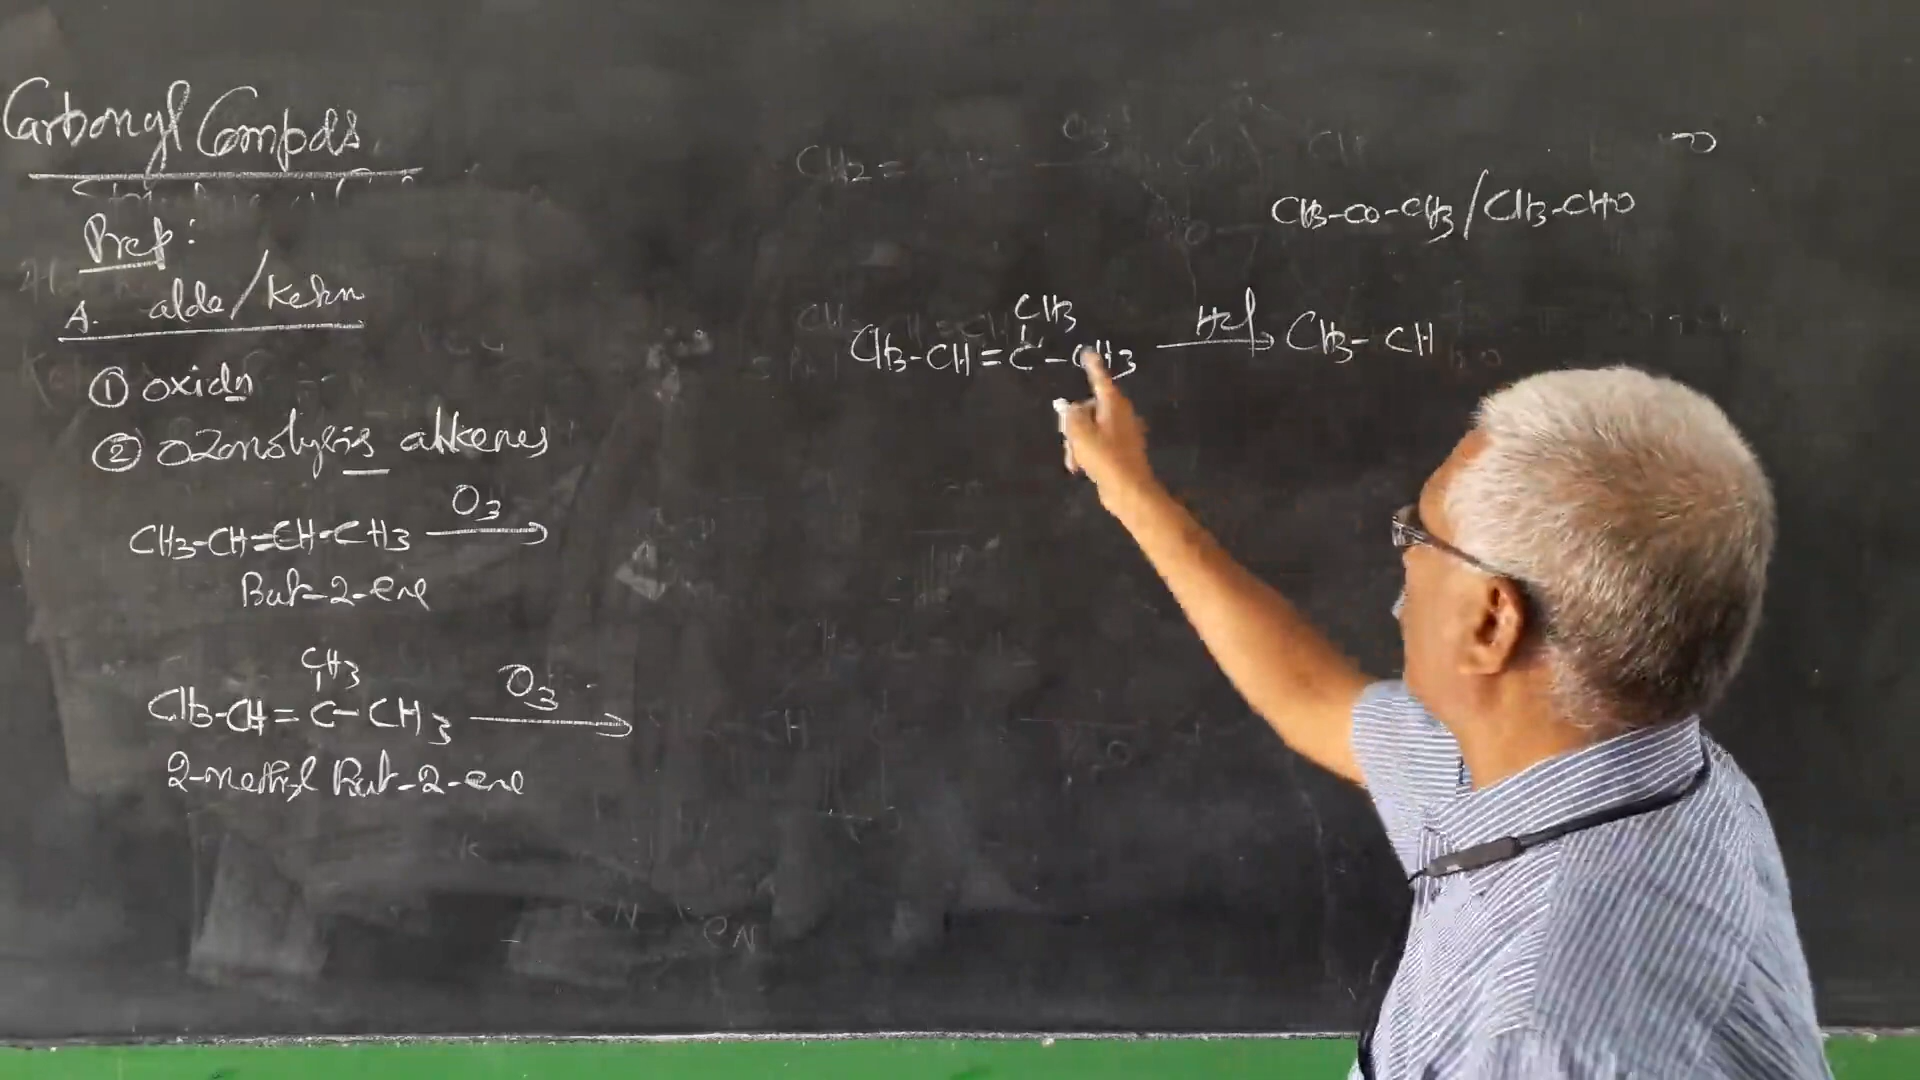 Carbonyl Compds.
Prep:
A. alde/Keton
① oxidn
② ozonolysis alkenes
CH3-CH=CH-CH3 O3 →
But-2-ene
CH3
CH3-CH=C-CH3 O3 →
2-methyl But-2-ene
CH3-CO-CH3/CH3-CHO
CH3
CH3-CH=C-CH3 HCl → CH3-CH